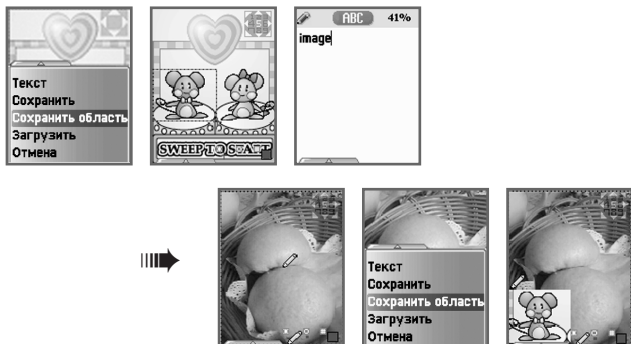 Текст
Сохранить
Сохранить область
Загрузить
Отмена
S
SWEEP TO START
ABC 41%
image
Текст
Сохранить
Сохранить область
Загрузить
Отмена